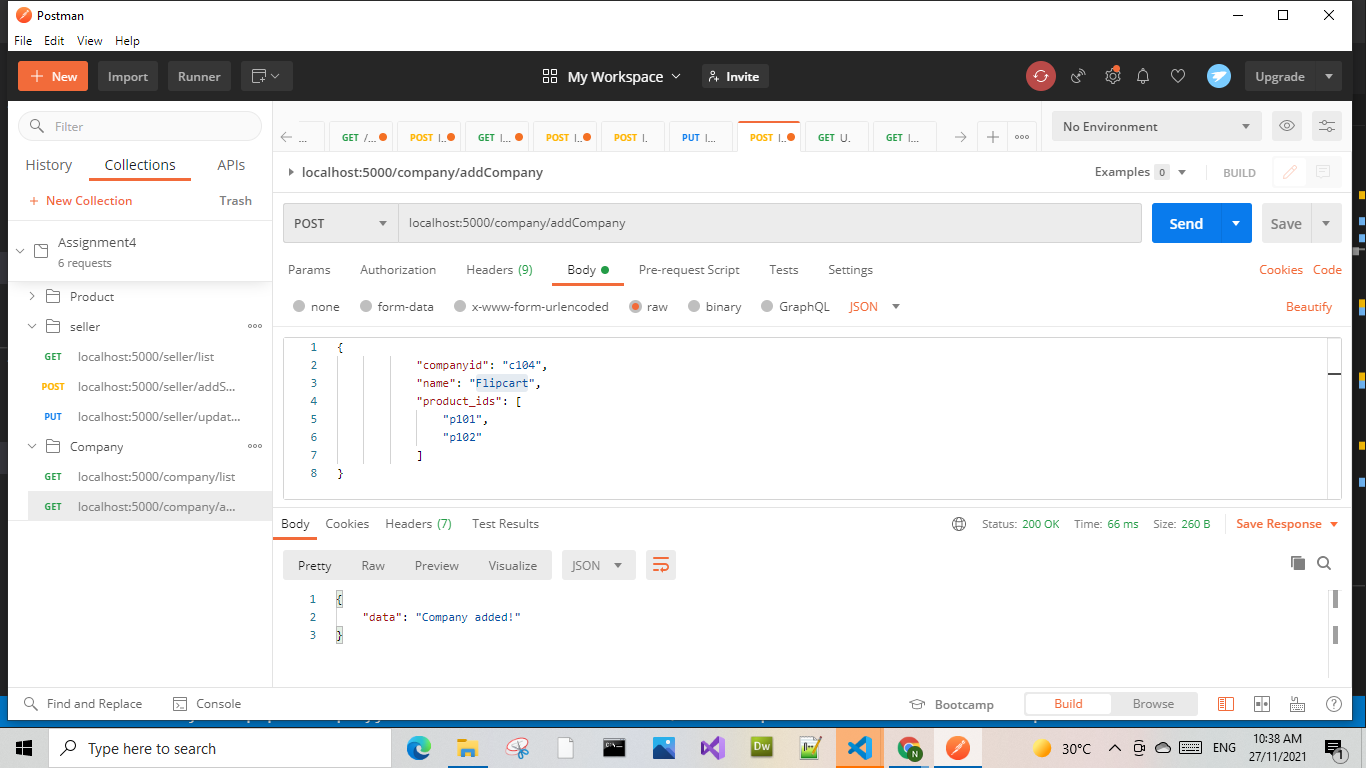 Postman
File Edit View Help
New Import Runner My Workspace Invite Upgrade
Filter
History Collections APIs
New Collection Trash
Assignment4
6 requests
Product
seller
GET localhost:5000/seller/list
POST localhost:5000/seller/addS...
PUT localhost:5000/seller/updat...
Company
GET localhost:5000/company/list
GET localhost:5000/company/a...
... GET /... POST l... GET l... POST l... POST l. PUT l... POST l... GET U. GET l...
No Environment
localhost:5000/company/addCompany Examples 0 BUILD
POST localhost:5000/company/addCompany Send Save
Params Authorization Headers (9) Body Pre-request Script Tests Settings Cookies Code
none form-data x-www-form-urlencoded raw binary GraphQL JSON Beautify
1 {
2 "companyid": "c104",
3 "name": "Flipcart",
4 "product_ids": [
5 "p101",
6 "p102"
7 ]
8 }
Body Cookies Headers (7) Test Results Status: 200 OK Time: 66 ms Size: 260 B Save Response
Pretty Raw Preview Visualize JSON
1 {
2 "data": "Company added!"
3 }
Find and Replace Console Bootcamp Build Browse
Type here to search
Dw
N
30°C ENG
10:38 AM
27/11/2021
1